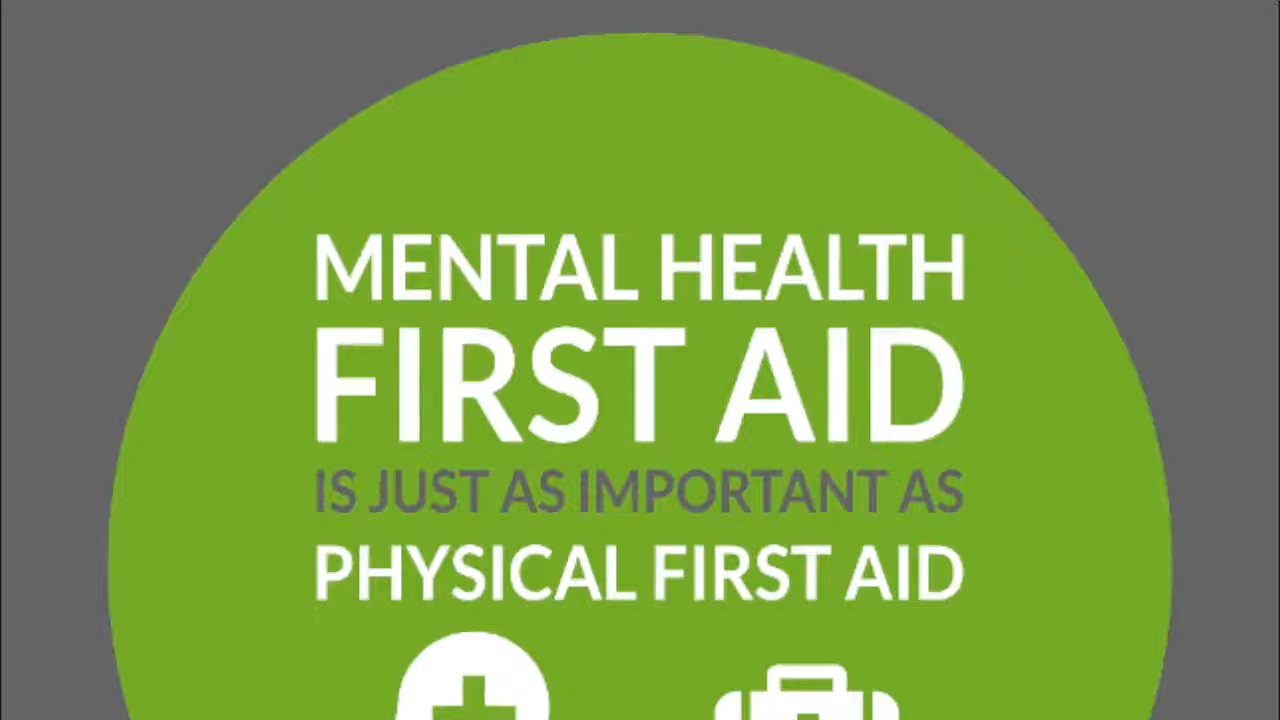 MENTAL HEALTH
FIRST AID
IS JUST AS IMPORTANT AS
PHYSICAL FIRST AID